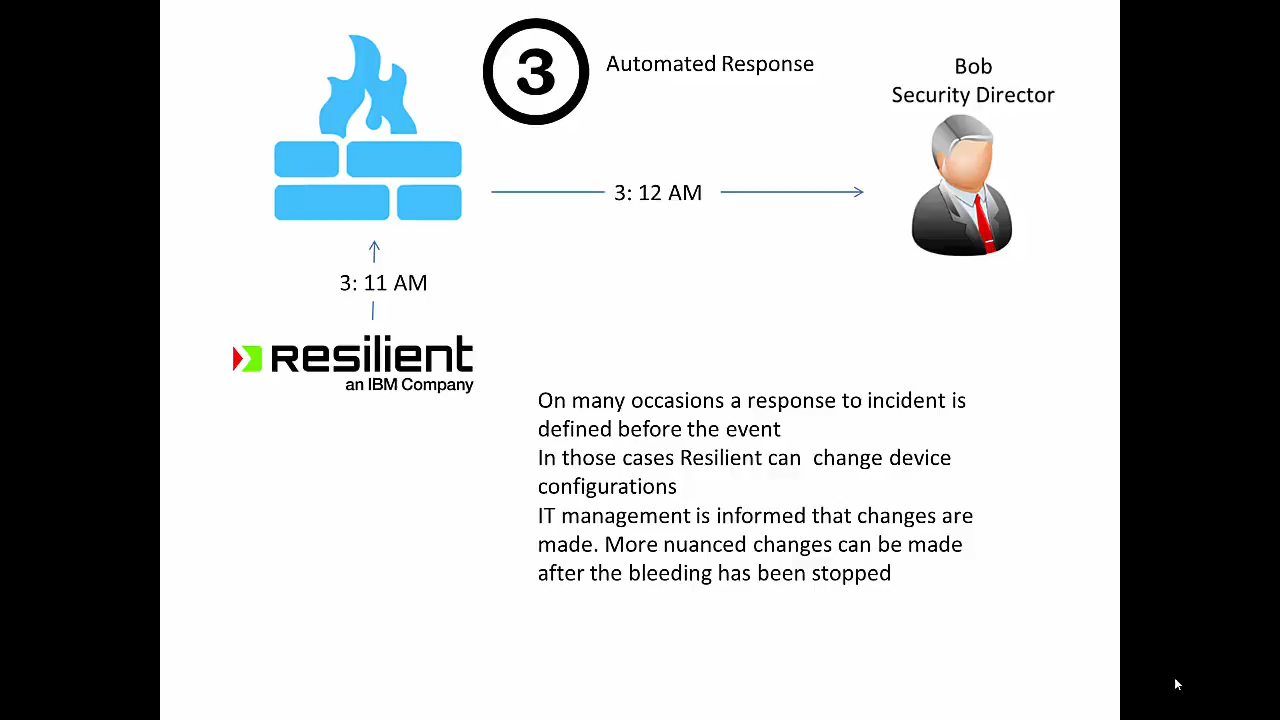 3
Automated Response
Bob
Security Director
3: 12 AM
3: 11 AM
Resilient
an IBM Company
On many occasions a response to incident is
defined before the event
In those cases Resilient can  change device
configurations
IT management is informed that changes are
made. More nuanced changes can be made
after the bleeding has been stopped